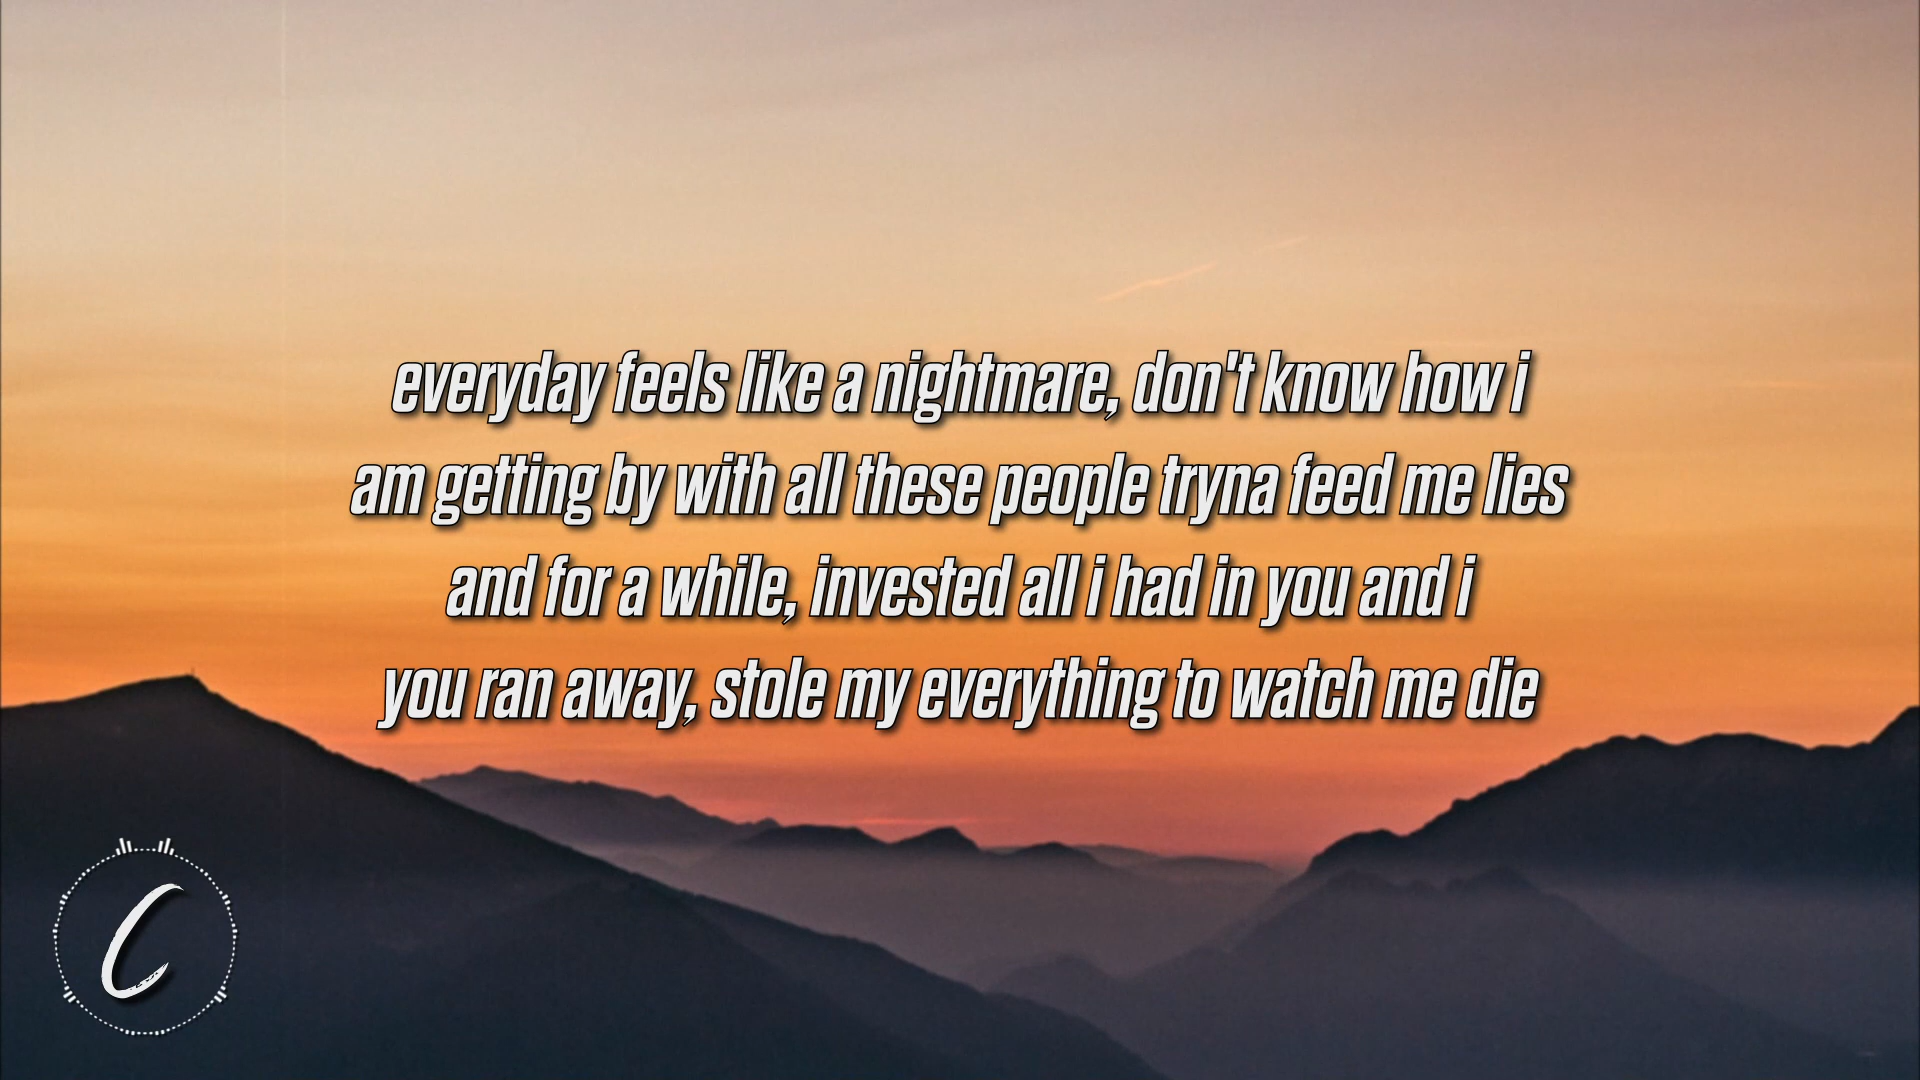 everyday feels like a nightmare, don't know how i
am getting by with all these people tryna feed me lies
and for a while, invested all i had in you and i
you ran away, stole my everything to watch me die
C